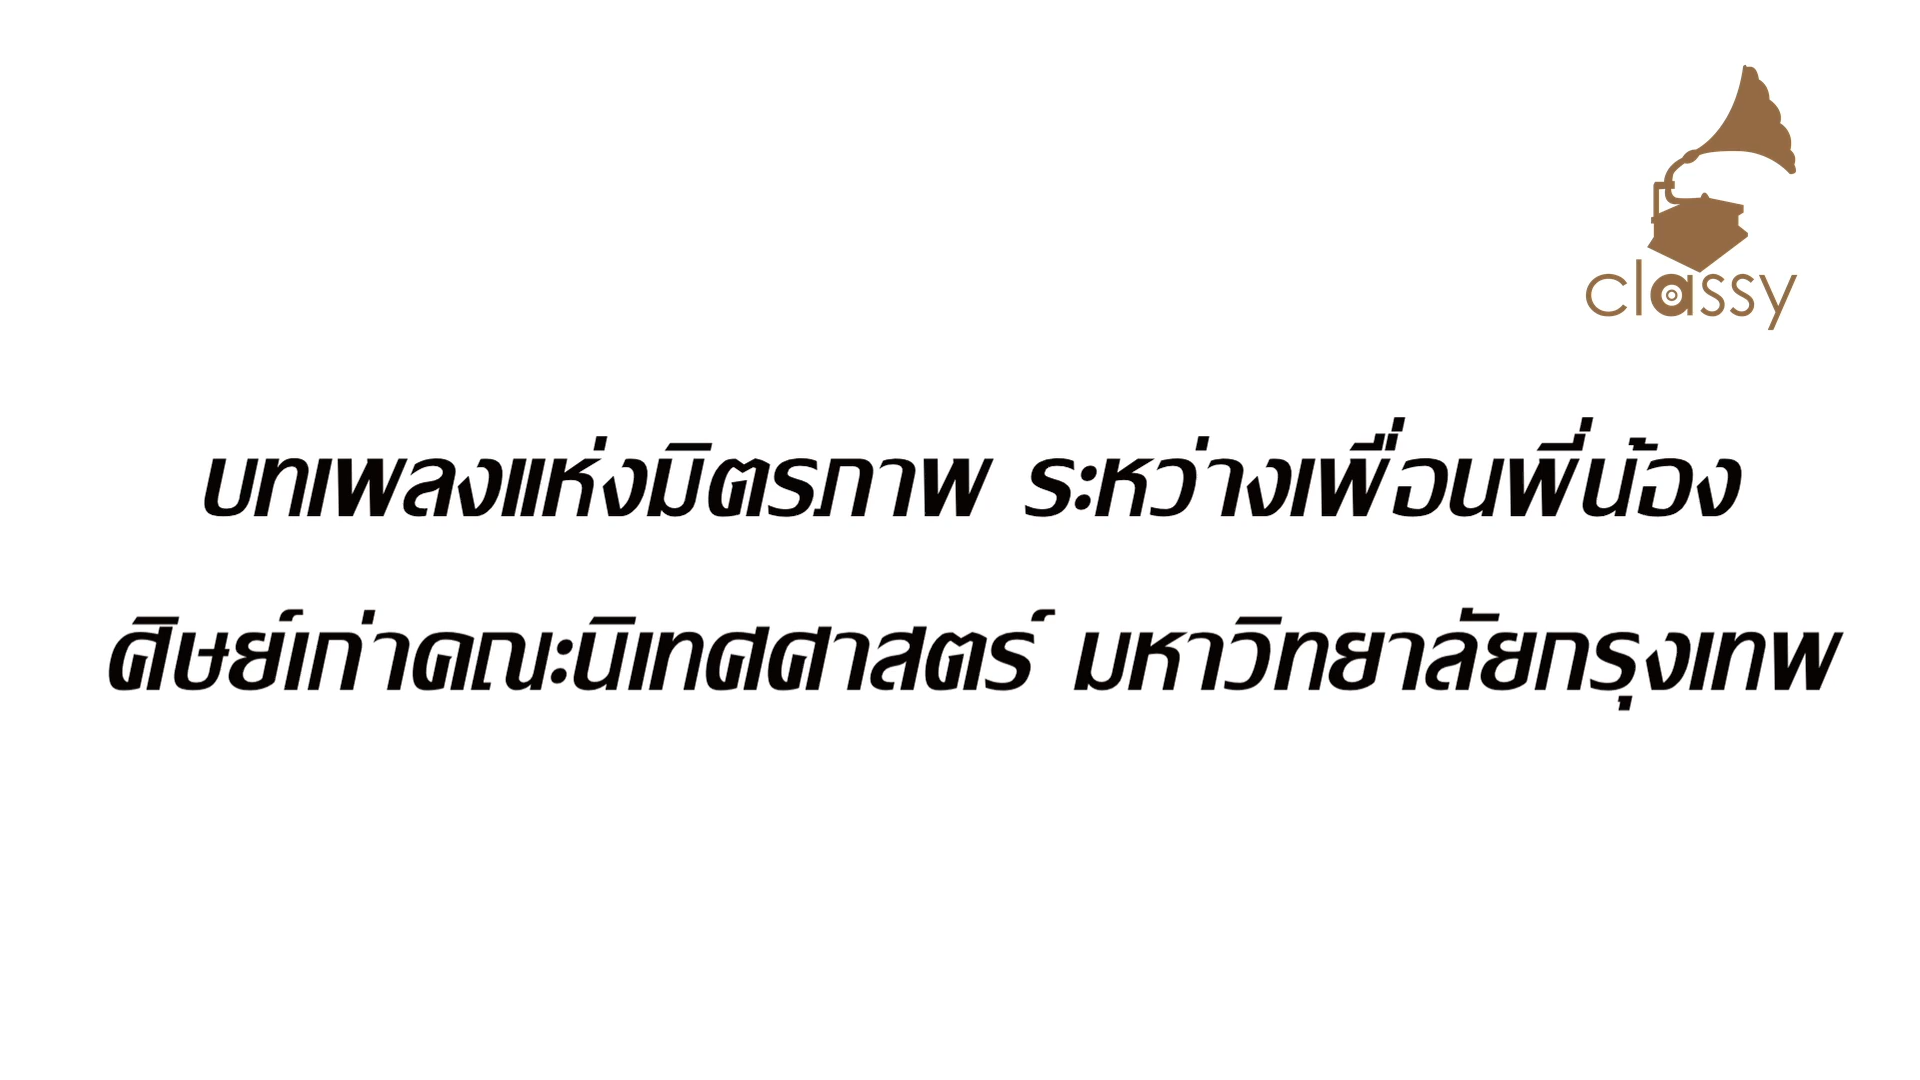 classy
บทเพลงแห่งมิตรภาพ ระหว่างเพื่อนพี่น้อง
ศิษย์เก่าคณะนิเทศศาสตร์ มหาวิทยาลัยกรุงเทพ